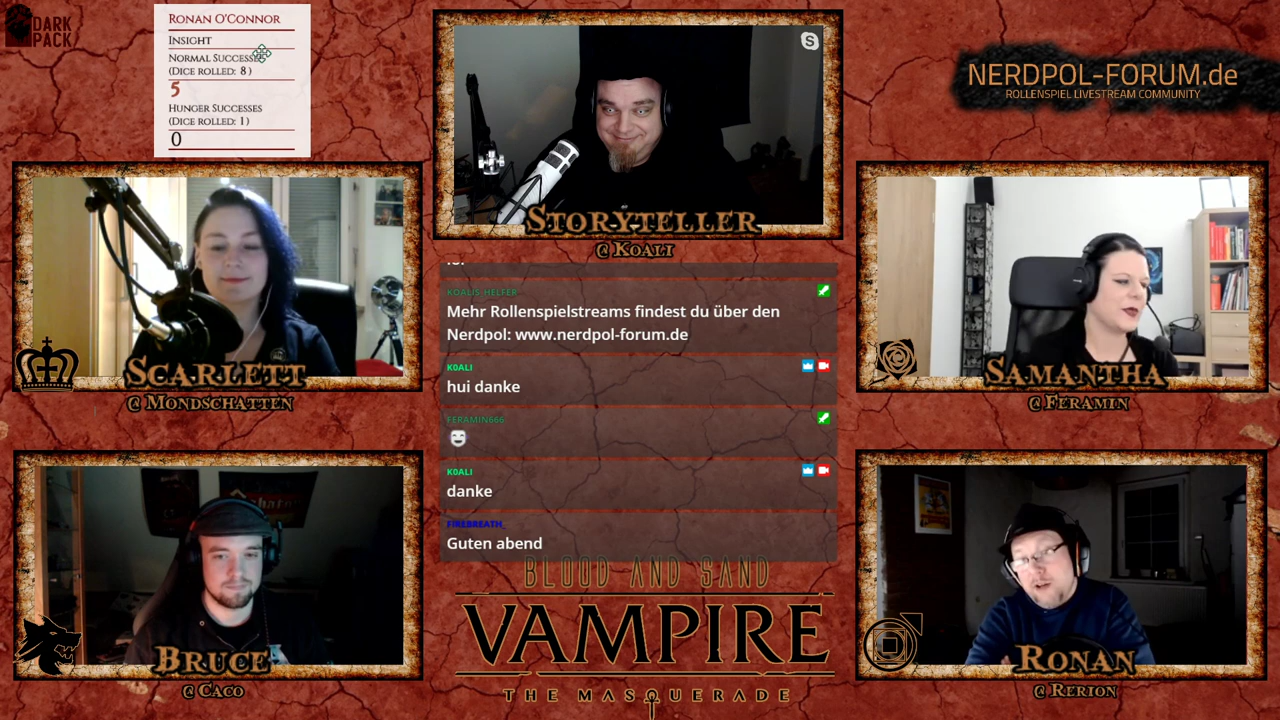 DARK
PACK
Ronan O'Connor
Insight
Normal Successes
(Dice rolled: 8 )
5
Hunger Successes
(Dice rolled: 1 )
0
NERDPOL-FORUM.de
ROLLENSPIEL LIVESTREAM COMMUNITY
STORYTELLER
@ KOALI
SCARLETT
@ MONDSCHATTEN
SAMANTHA
@ FERAMIN
KOALIS_HELFER
Mehr Rollenspielstreams findest du über den
Nerdpol: www.nerdpol-forum.de
K0ALI
hui danke
FERAMIN666
K0ALI
danke
FIREBREATH_
Guten abend
BRUCE
@ CACO
RONAN
@ RERION
BLOOD AND SAND
VAMPIRE
THE MASQUERADE